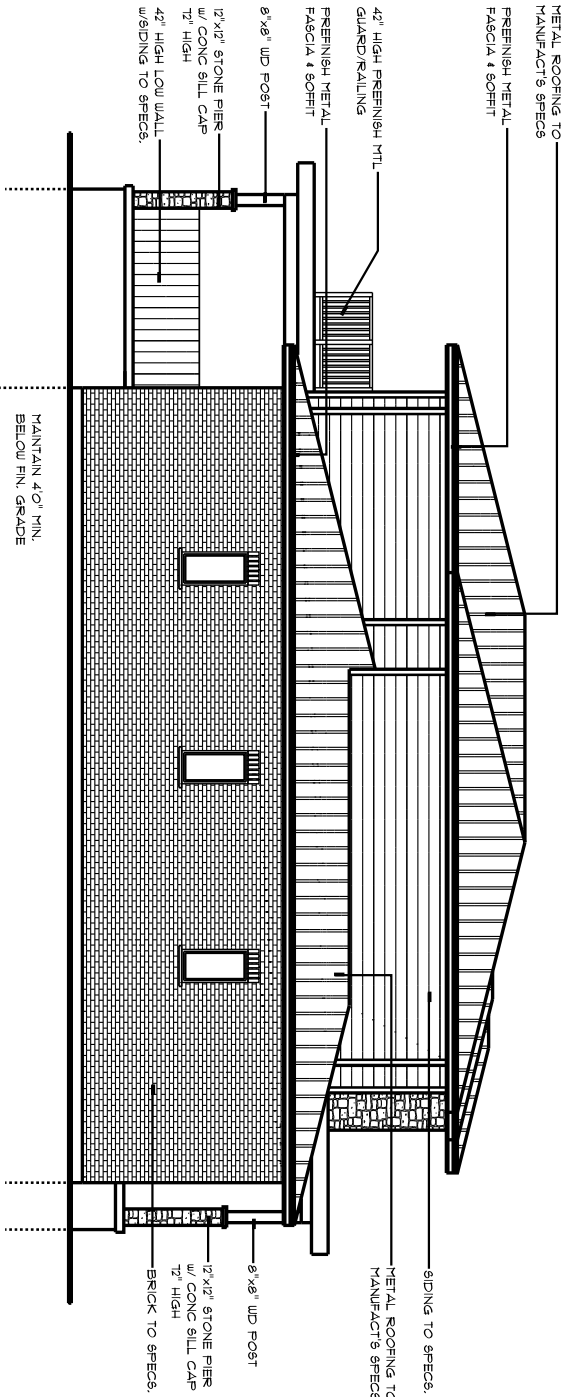 METAL ROOFING TO
MANUFACT'S SPECS
PREFINISH METAL
FASCIA & SOFFIT
42" HIGH PREFINISH MTL
GUARD/RAILING
PREFINISH METAL
FASCIA & SOFFIT
8"x8" WD POST
12"x12" STONE PIER
w/ CONC SILL CAP
72" HIGH
42" HIGH LOW WALL
w/SIDING TO SPECS.
MAINTAIN 4'0" MIN.
BELOW FIN. GRADE
SIDING TO SPECS.
METAL ROOFING TO
MANUFACT'S SPECS
8"x8" WD POST
12"x12" STONE PIER
w/ CONC SILL CAP
72" HIGH
BRICK TO SPECS.